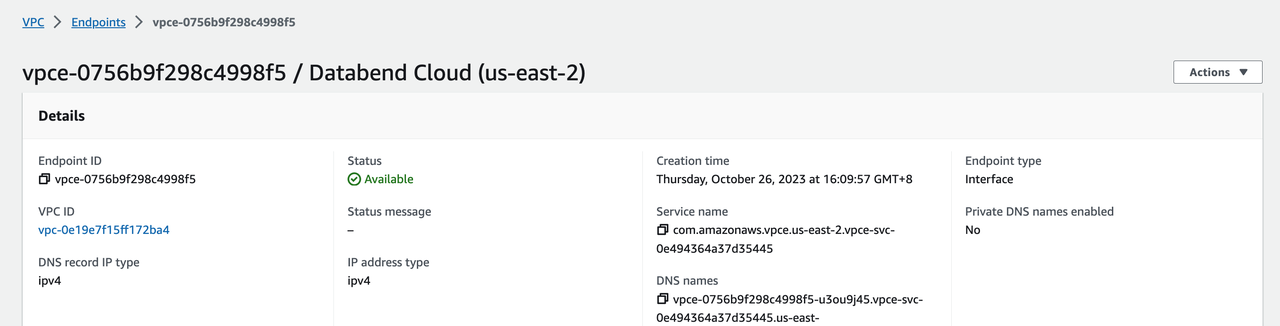 VPC > Endpoints > vpce-0756b9f298c4998f5
vpce-0756b9f298c4998f5 / Databend Cloud (us-east-2)
Actions ▼
Details
Endpoint ID
vpce-0756b9f298c4998f5
Status
Available
Creation time
Thursday, October 26, 2023 at 16:09:57 GMT+8
Endpoint type
Interface
VPC ID
vpc-0e19e7f15ff172ba4
Status message
–
Service name
com.amazonaws.vpce.us-east-2.vpce-svc-
0e494364a37d35445
Private DNS names enabled
No
DNS record IP type
ipv4
IP address type
ipv4
DNS names
vpce-0756b9f298c4998f5-u3ou9j45.vpce-svc-
0e494364a37d35445.us-east-